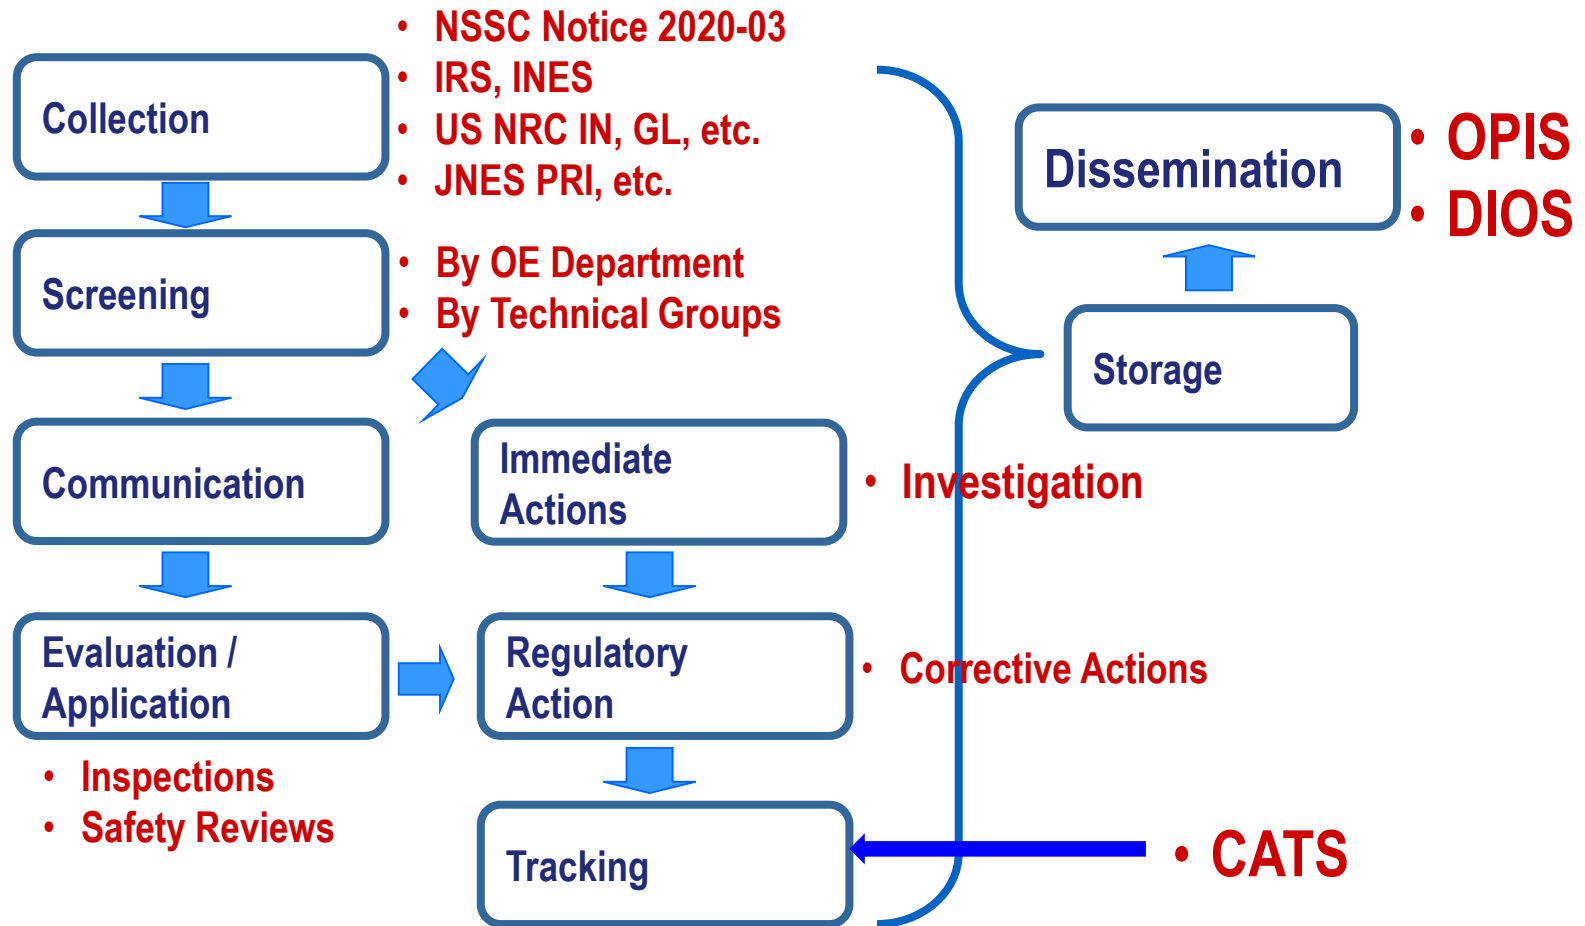 Collection
• NSSC Notice 2020-03
• IRS, INES
• US NRC IN, GL, etc.
• JNES PRI, etc.
Screening
• By OE Department
• By Technical Groups
Communication
Immediate
Actions
• Investigation
Evaluation /
Application
• Inspections
• Safety Reviews
Regulatory
Action
• Corrective Actions
Tracking
• CATS
Storage
Dissemination
• OPIS
• DIOS